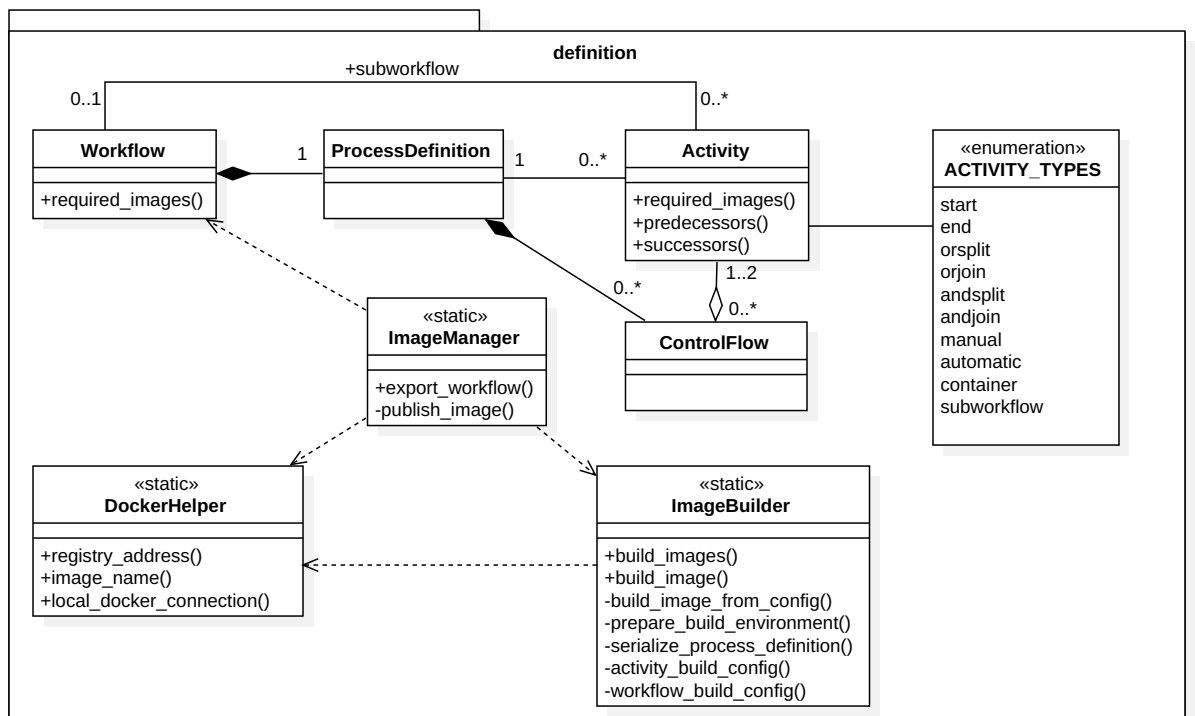 definition
+subworkflow
0..1
0..*
Workflow
+required_images()
1
ProcessDefinition
1
0..*
Activity
+required_images()
+predecessors()
+successors()
«enumeration»
ACTIVITY_TYPES
start
end
orsplit
orjoin
andsplit
andjoin
manual
automatic
container
subworkflow
1..2
0..*
0..*
ControlFlow
«static»
ImageManager
+export_workflow()
-publish_image()
«static»
DockerHelper
+registry_address()
+image_name()
+local_docker_connection()
«static»
ImageBuilder
+build_images()
+build_image()
-build_image_from_config()
-prepare_build_environment()
-serialize_process_definition()
-activity_build_config()
-workflow_build_config()